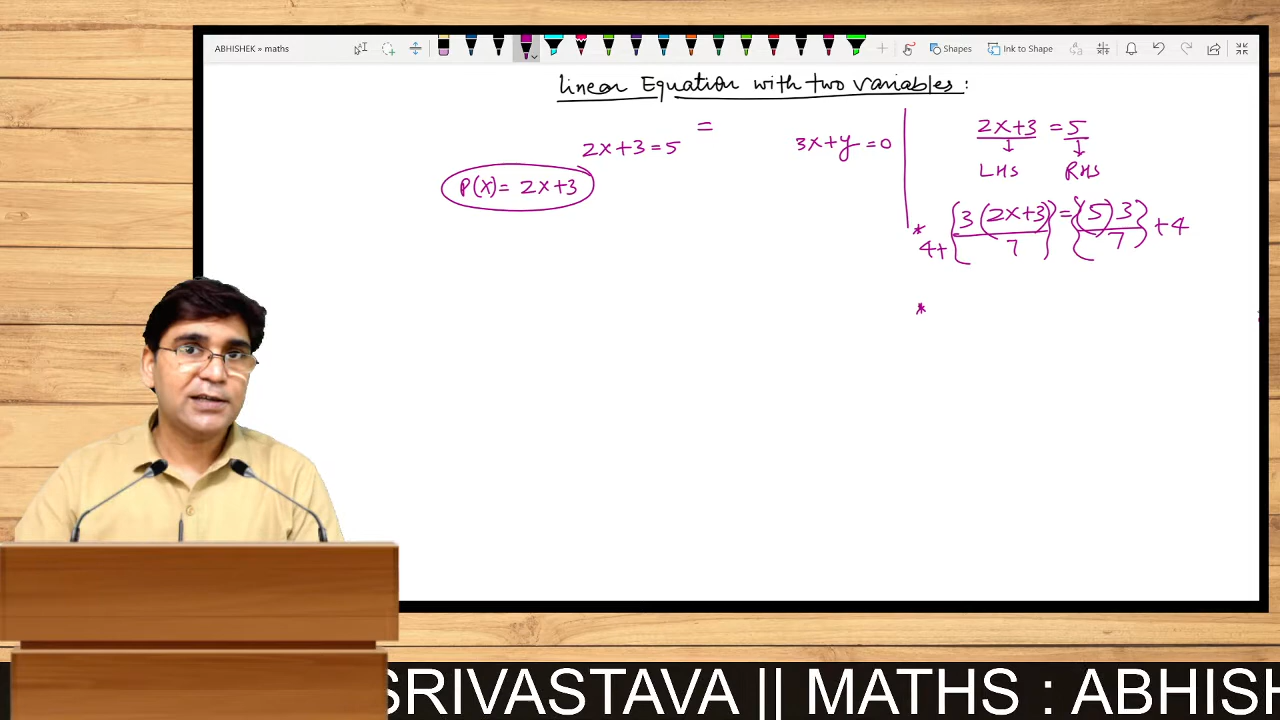 ABHISHEK » maths
Shapes
Ink to Shape
linear Equation with two variables :
=
2x+3=5
3x+y=0
P(x)= 2x+3
2x+3 = 5
↓ ↓
LHS RHS
* 4+{3(2x+3)/7}={(5)3/7}+4
*
SRIVASTAVA || MATHS : ABHISH